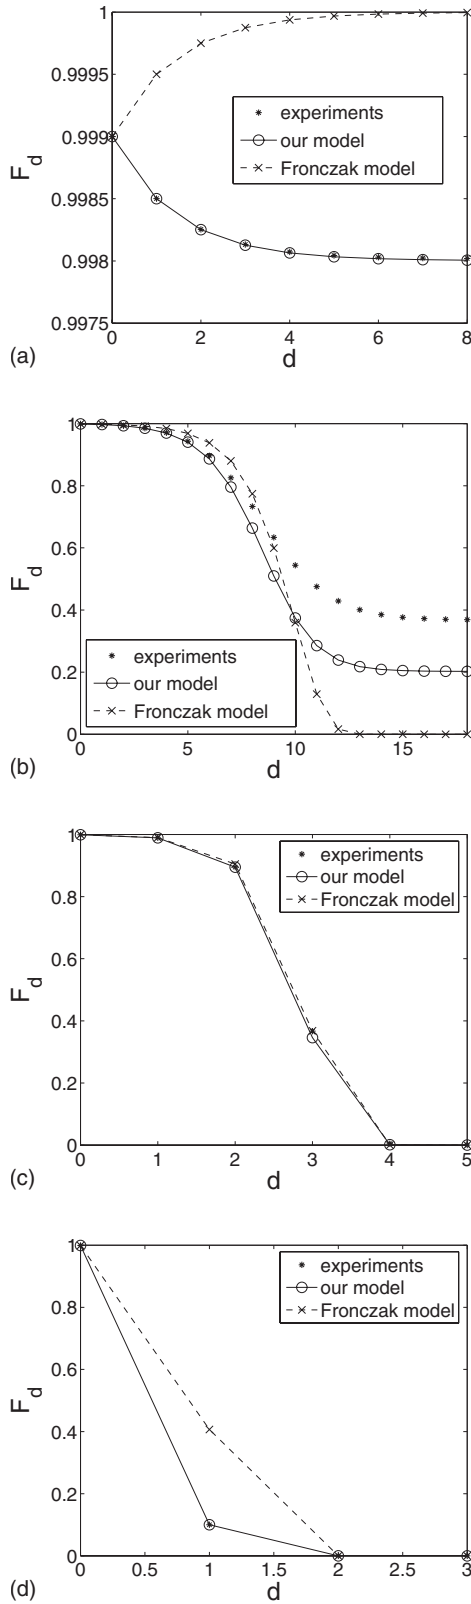 1
0.9995
0.999
0.9985
0.998
0.9975
F_d
experiments
our model
Fronczak model
0 2 4 6 8
d
(a)
1
0.8
0.6
0.4
0.2
0
F_d
experiments
our model
Fronczak model
0 5 10 15
d
(b)
1
0.8
0.6
0.4
0.2
0
F_d
experiments
our model
Fronczak model
0 1 2 3 4 5
d
(c)
1
0.8
0.6
0.4
0.2
0
F_d
experiments
our model
Fronczak model
0 0.5 1 1.5 2 2.5 3
d
(d)